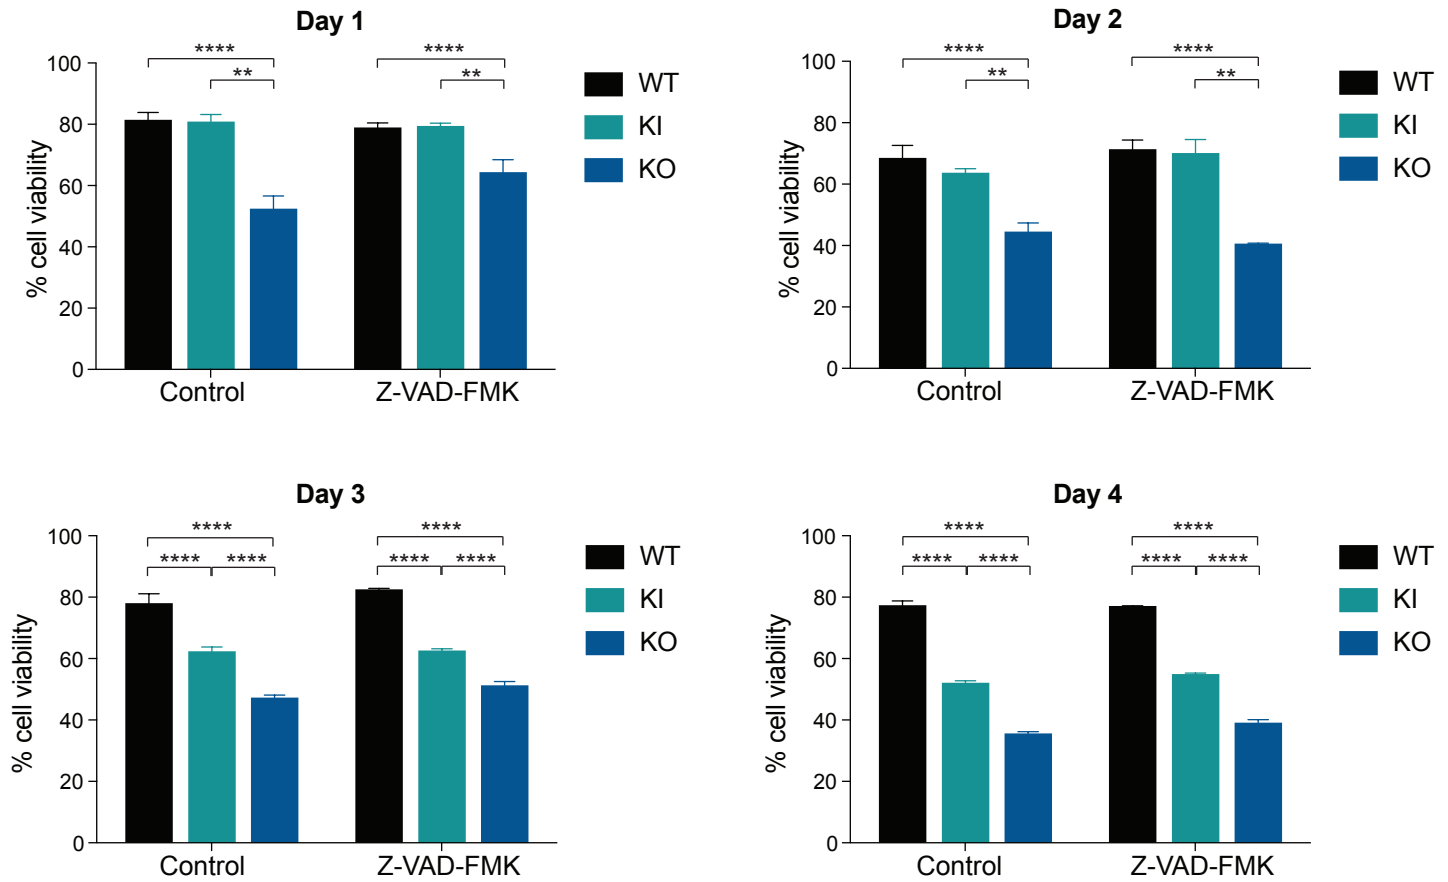 Day 1
**** ****
** **
100
80
60
40
20
0
% cell viability
Control Z-VAD-FMK
WT
KI
KO
Day 2
**** ****
** **
100
80
60
40
20
0
% cell viability
Control Z-VAD-FMK
WT
KI
KO
Day 3
**** ****
**** **** **** ****
100
80
60
40
20
0
% cell viability
Control Z-VAD-FMK
WT
KI
KO
Day 4
**** ****
**** **** **** ****
100
80
60
40
20
0
% cell viability
Control Z-VAD-FMK
WT
KI
KO